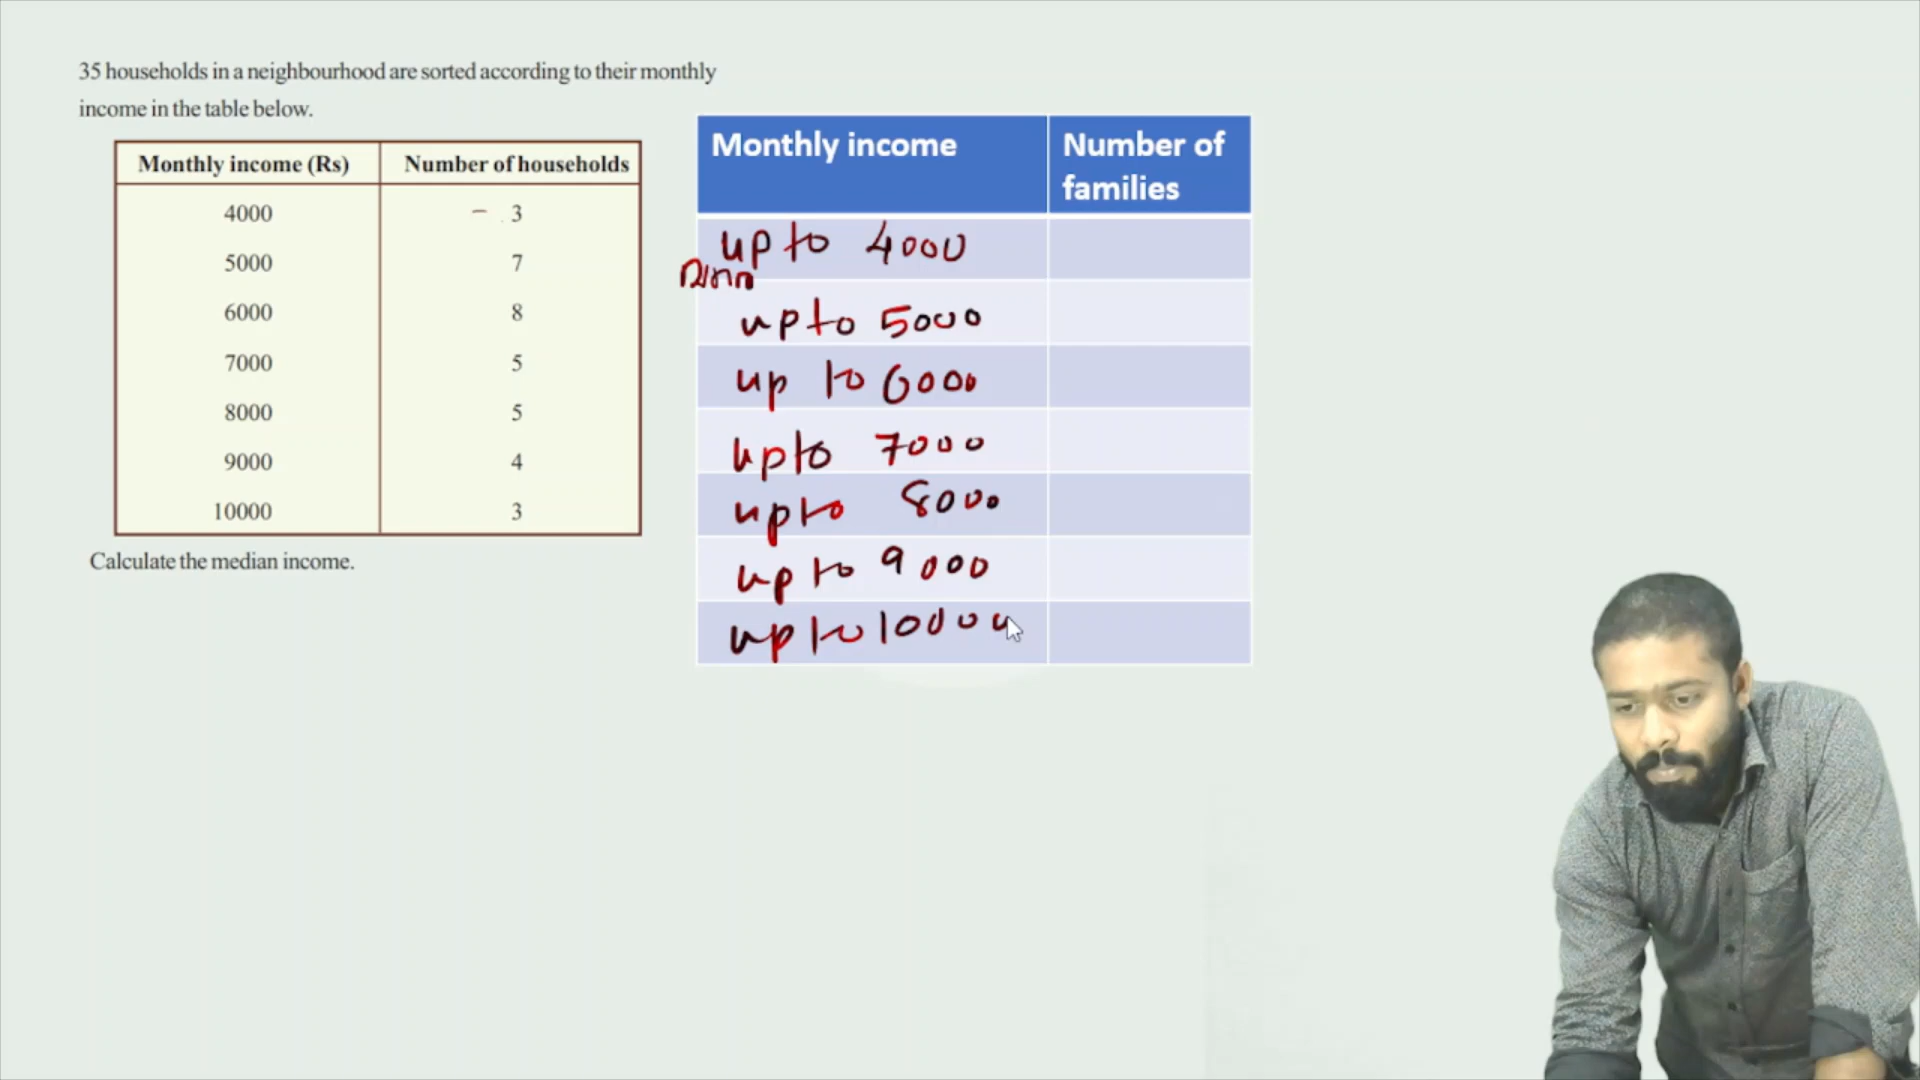 35 households in a neighbourhood are sorted according to their monthly
income in the table below.
Monthly income (Rs) Number of households
4000 - 3
5000 7
6000 8
7000 5
8000 5
9000 4
10000 3
Calculate the median income.
Monthly income Number of
families
up to 4000
upto 5000
up to 6000
upto 7000
upto 8000
up to 9000
up to 10000